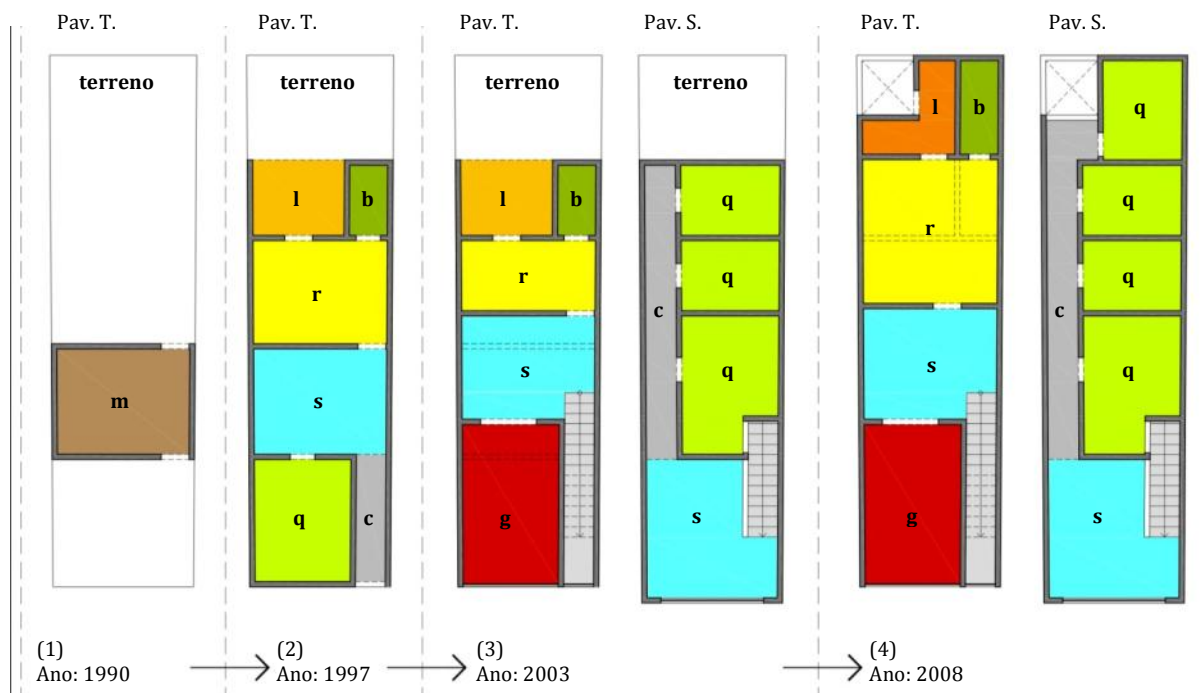 Pav. T.
Pav. T.
Pav. T.
Pav. S.
Pav. T.
Pav. S.
terreno
terreno
terreno
terreno
l
b
l
b
l
b
q
q
q
q
r
r
r
q
q
c
c
m
s
s
q
s
q
q
c
g
s
g
s
(1)
Ano: 1990
(2)
Ano: 1997
(3)
Ano: 2003
(4)
Ano: 2008